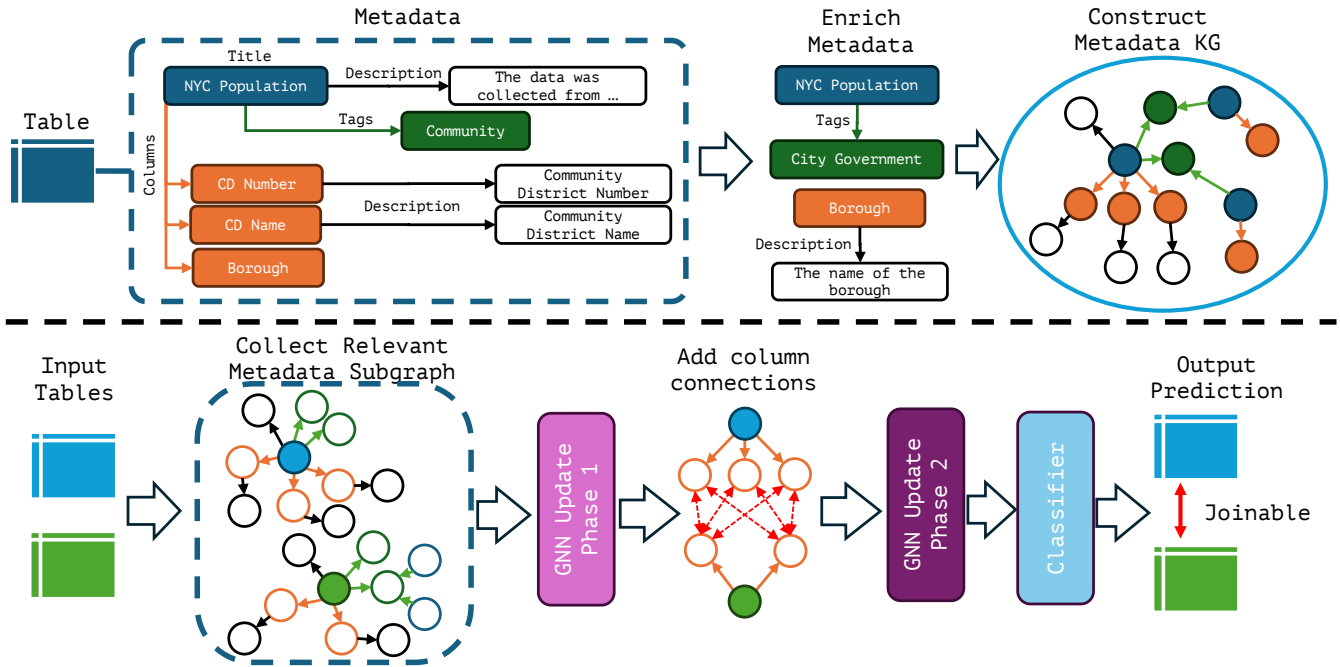 Metadata
Enrich
Metadata
Construct
Metadata KG
Table
Title
NYC Population
Description
The data was
collected from …
Tags
Community
Columns
CD Number
Community
District Number
CD Name
Description
Community
District Name
Borough
NYC Population
Tags
City Government
Borough
Description
The name of the
borough
Input
Tables
Collect Relevant
Metadata Subgraph
GNN Update
Phase 1
Add column
connections
GNN Update
Phase 2
Classifier
Output
Prediction
Joinable